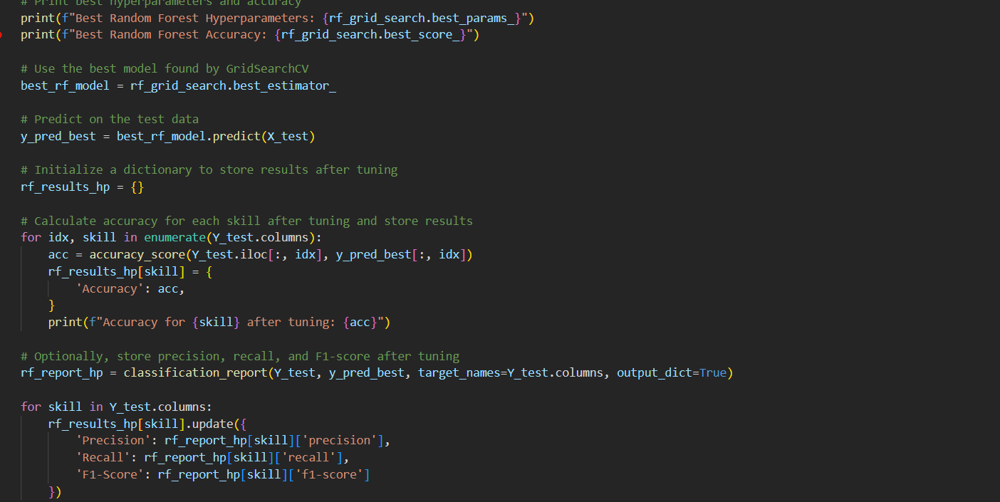 # Print best hyperparameters and accuracy
print(f"Best Random Forest Hyperparameters: {rf_grid_search.best_params_}")
print(f"Best Random Forest Accuracy: {rf_grid_search.best_score_}")
# Use the best model found by GridSearchCV
best_rf_model = rf_grid_search.best_estimator_
# Predict on the test data
y_pred_best = best_rf_model.predict(X_test)
# Initialize a dictionary to store results after tuning
rf_results_hp = {}
# Calculate accuracy for each skill after tuning and store results
for idx, skill in enumerate(Y_test.columns):
    acc = accuracy_score(Y_test.iloc[:, idx], y_pred_best[:, idx])
    rf_results_hp[skill] = {
        'Accuracy': acc,
    }
    print(f"Accuracy for {skill} after tuning: {acc}")
# Optionally, store precision, recall, and F1-score after tuning
rf_report_hp = classification_report(Y_test, y_pred_best, target_names=Y_test.columns, output_dict=True)
for skill in Y_test.columns:
    rf_results_hp[skill].update({
        'Precision': rf_report_hp[skill]['precision'],
        'Recall': rf_report_hp[skill]['recall'],
        'F1-Score': rf_report_hp[skill]['f1-score']
    })